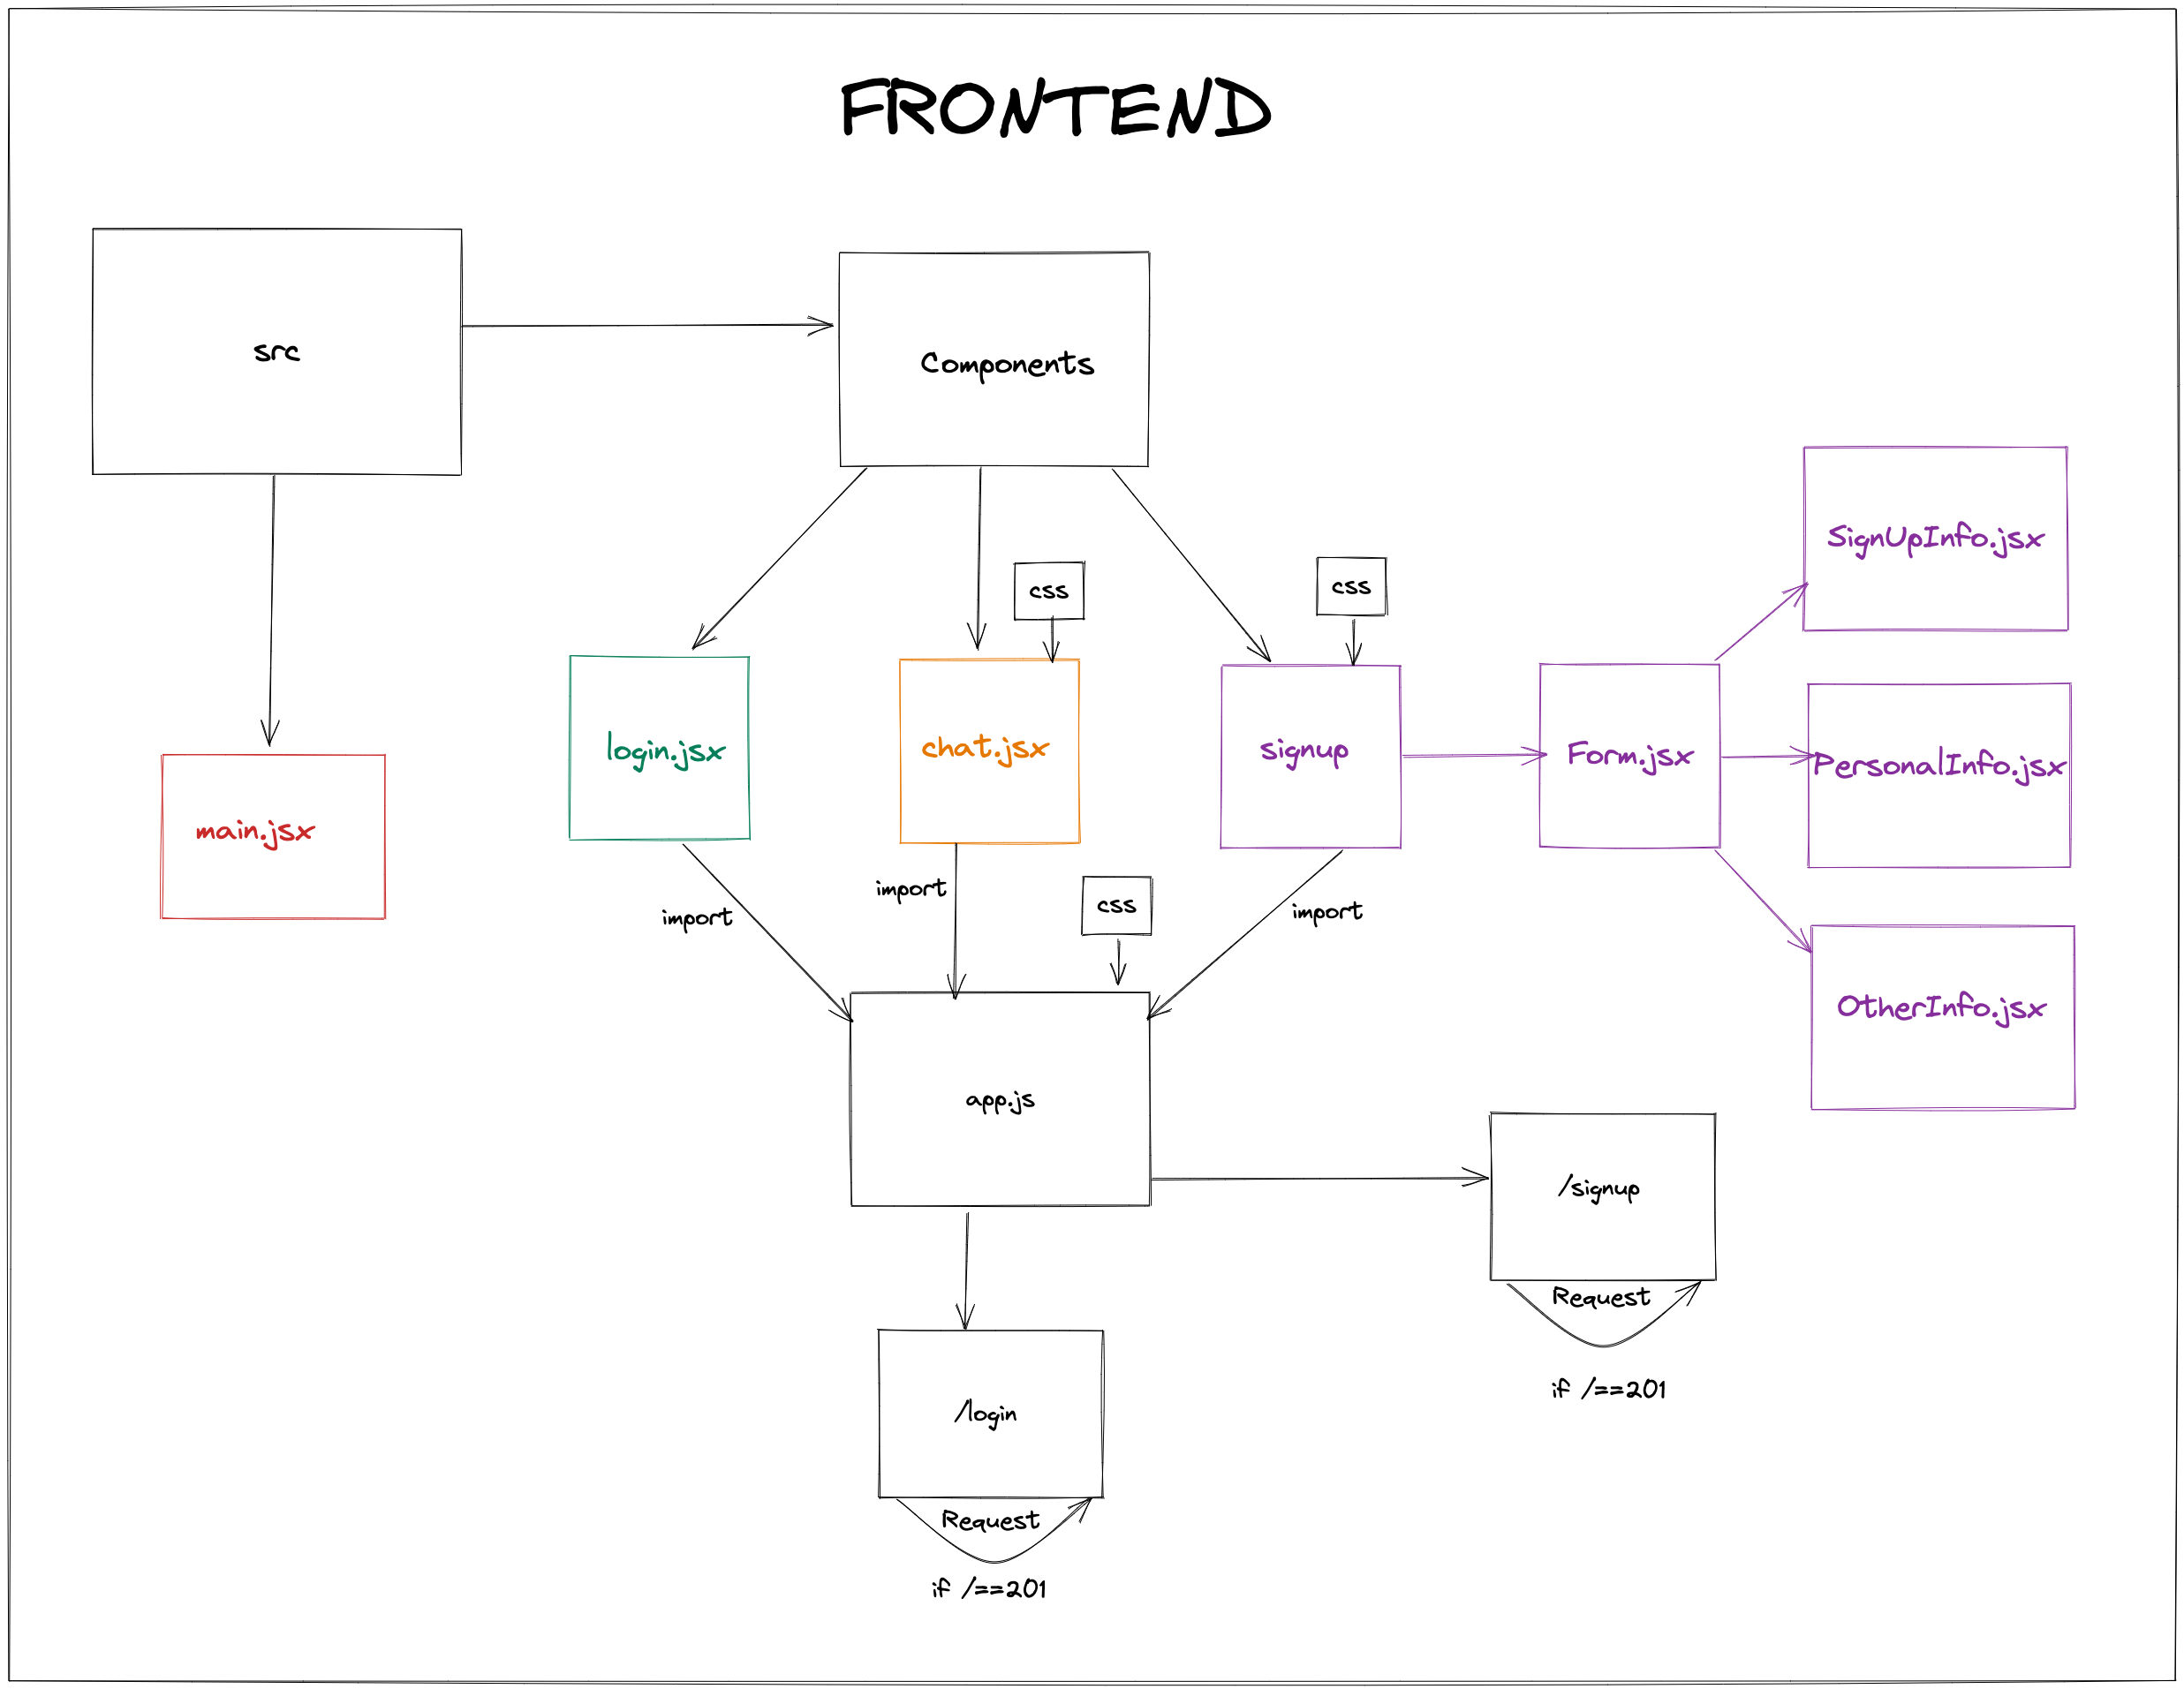 FRONTEND
src
Components
SignUpInfo.jsx
css
css
login.jsx
chat.jsx
signup
Form.jsx
PersonalInfo.jsx
main.jsx
import
import
css
import
OtherInfo.jsx
app.js
/signup
Request
if /==201
/login
Request
if /==201